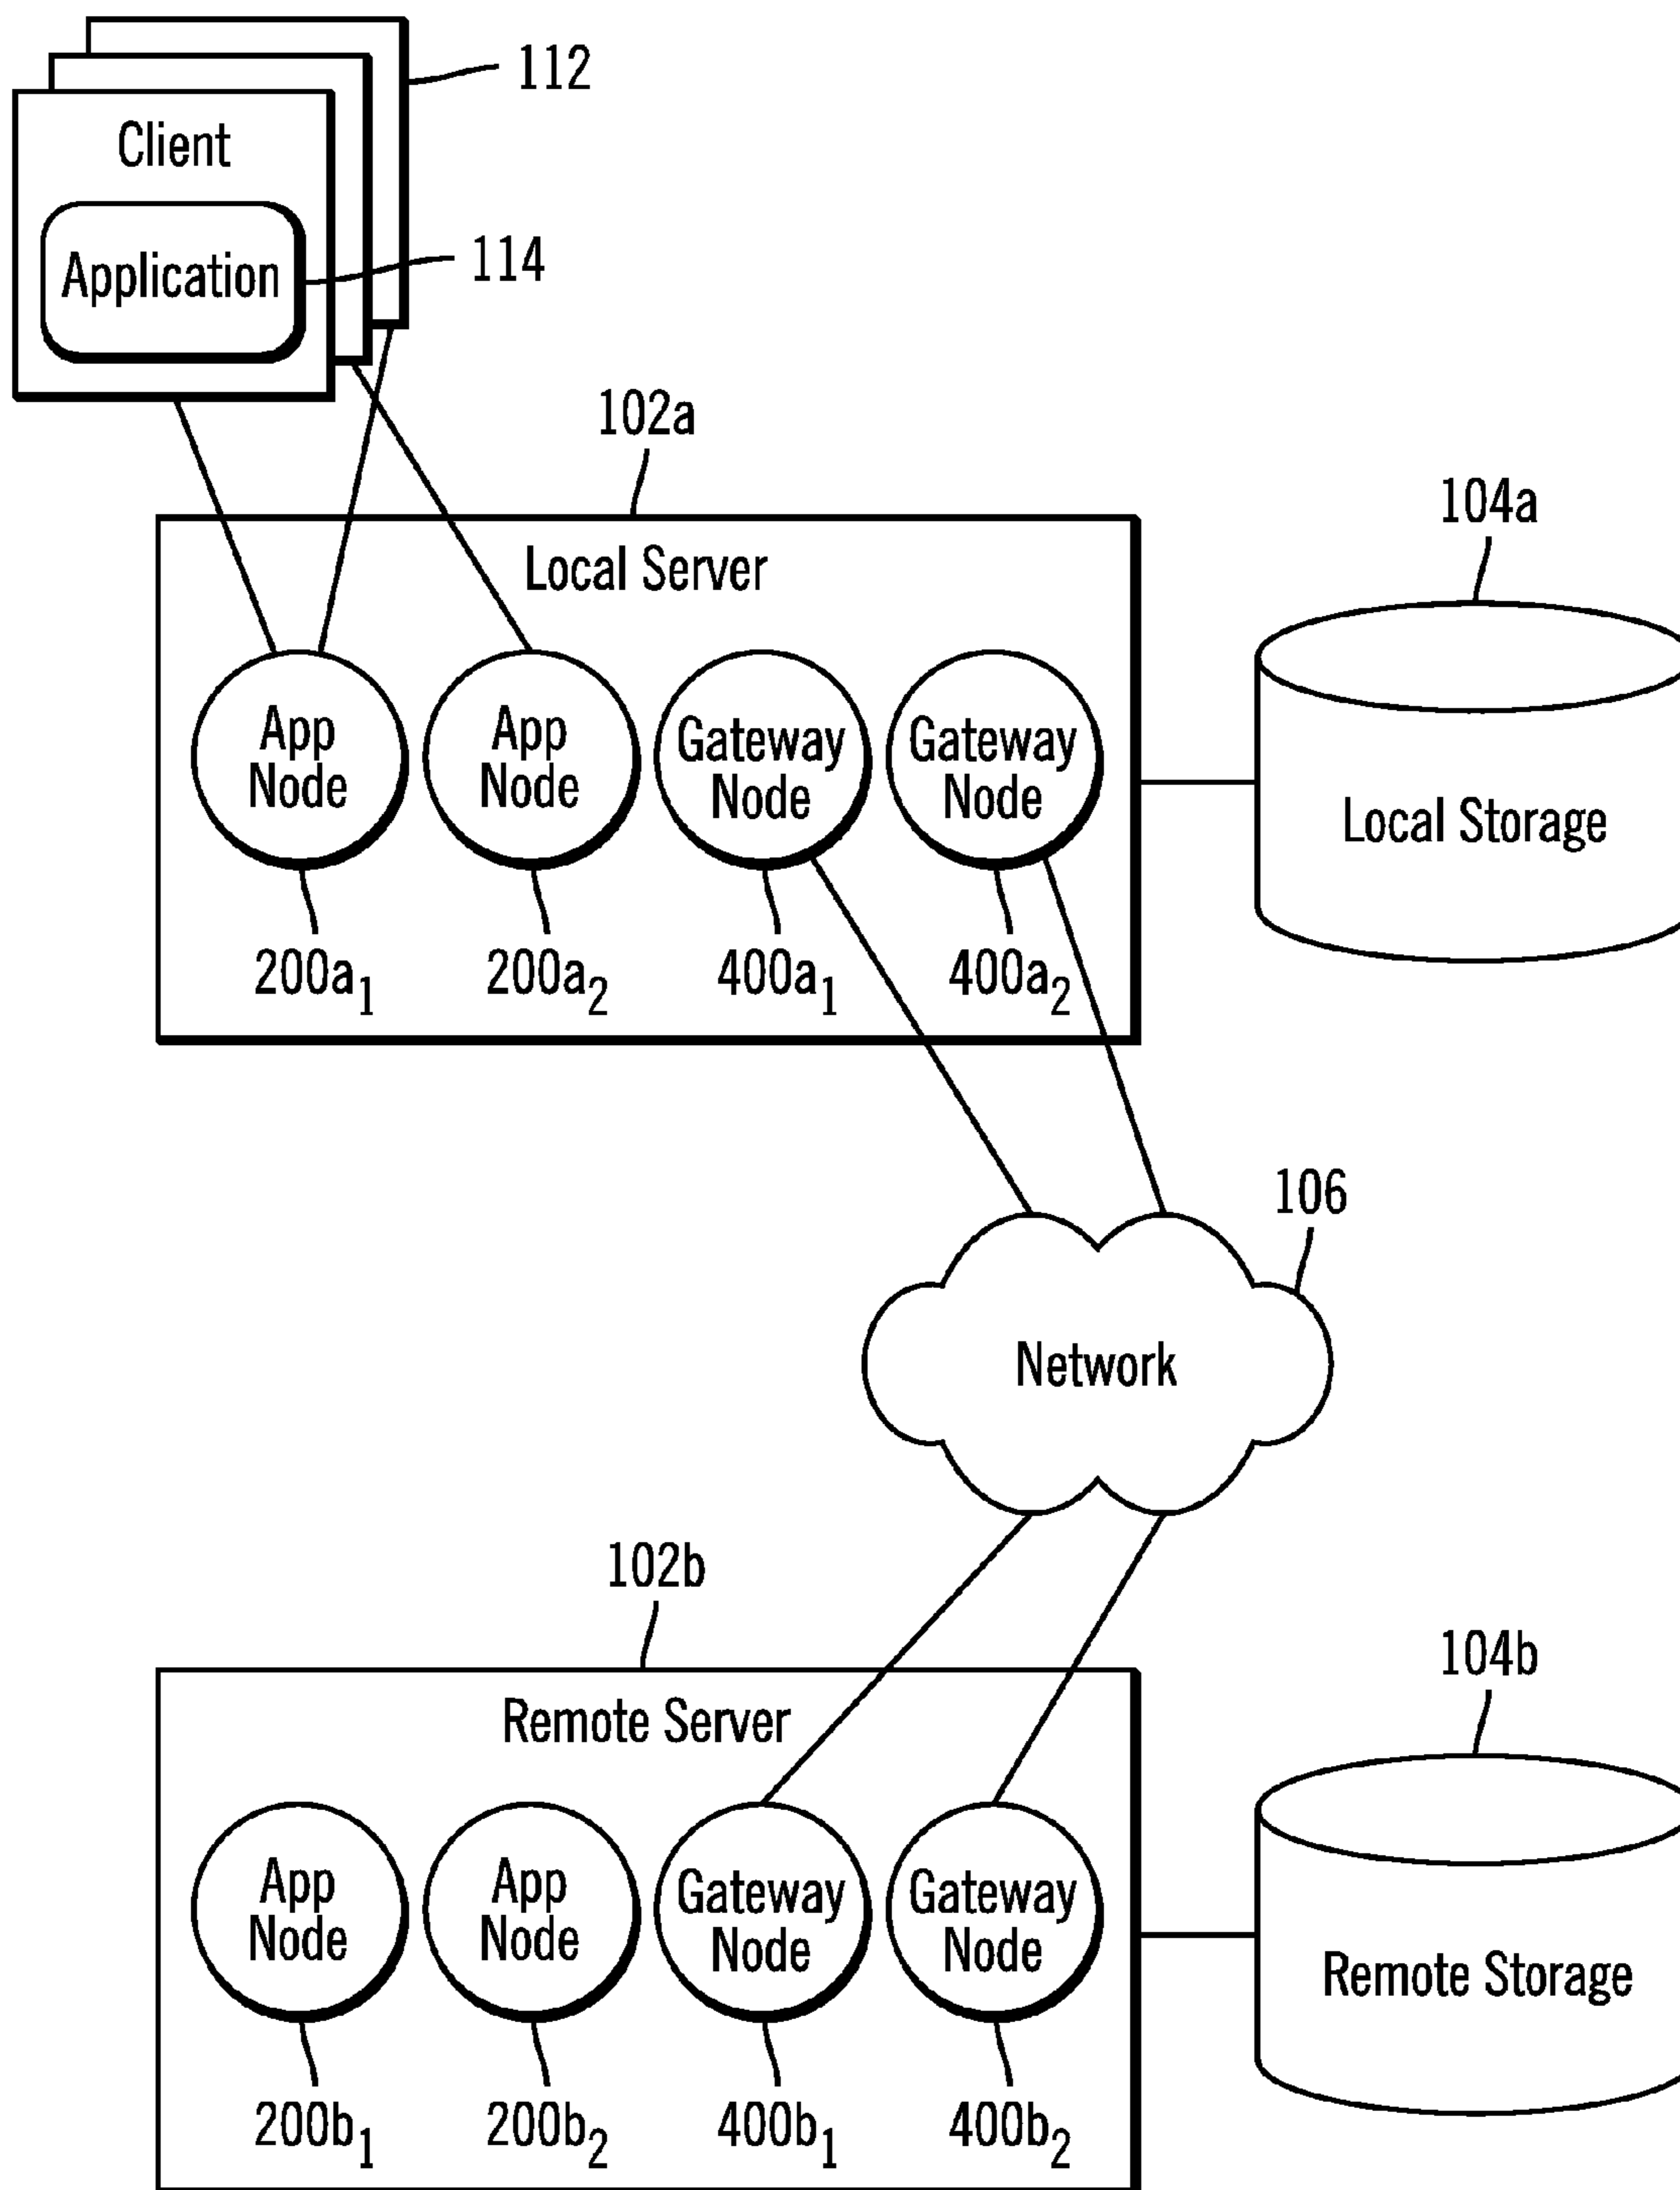 112
Client
Application
114
102a
104a
Local Server
App
Node
App
Node
Gateway
Node
Gateway
Node
Local Storage
200a₁
200a₂
400a₁
400a₂
106
Network
102b
104b
Remote Server
App
Node
App
Node
Gateway
Node
Gateway
Node
Remote Storage
200b₁
200b₂
400b₁
400b₂